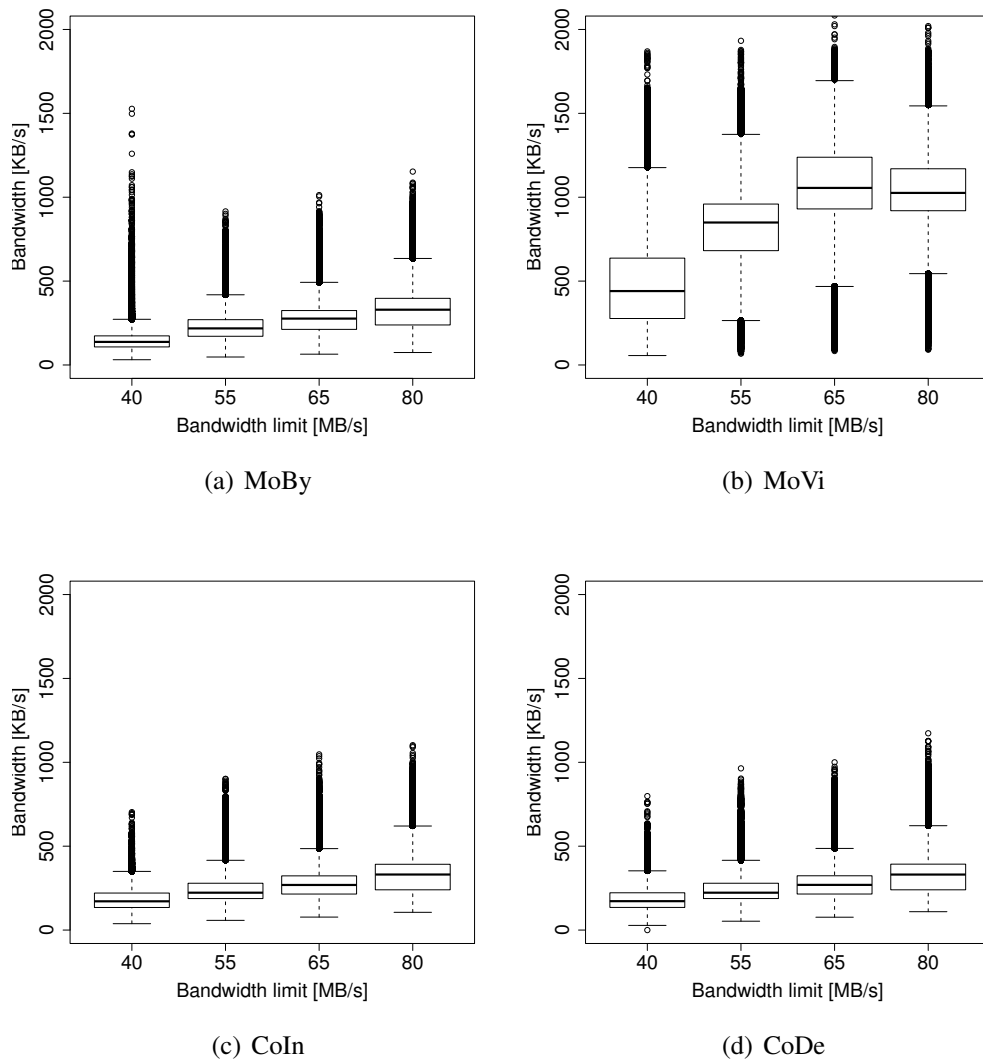 2000
1500
1000
500
0
Bandwidth [KB/s]
40 55 65 80
Bandwidth limit [MB/s]
(a) MoBy
2000
1500
1000
500
0
Bandwidth [KB/s]
40 55 65 80
Bandwidth limit [MB/s]
(b) MoVi
2000
1500
1000
500
0
Bandwidth [KB/s]
40 55 65 80
Bandwidth limit [MB/s]
(c) CoIn
2000
1500
1000
500
0
Bandwidth [KB/s]
40 55 65 80
Bandwidth limit [MB/s]
(d) CoDe